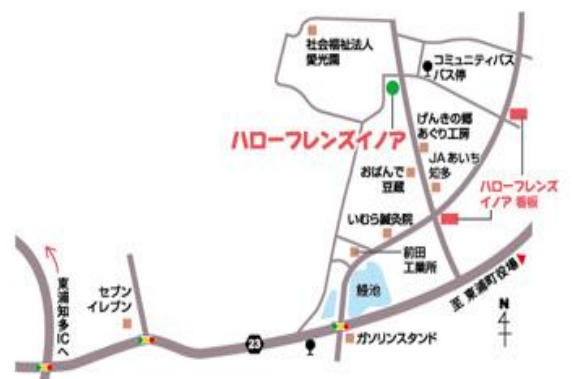 社会福祉法人
愛光園
コミュニティバス
バス停
ハローフレンズイノア
げんきの郷
あぐり工房
JAあいち
知多
おばんで
豆蔵
ハローフレンズ
イノア 看板
いむら鍼灸院
前田
工業所
至 東浦町役場
東浦知多ICへ
セブン
イレブン
鰻池
N
4
23
ガソリンスタンド